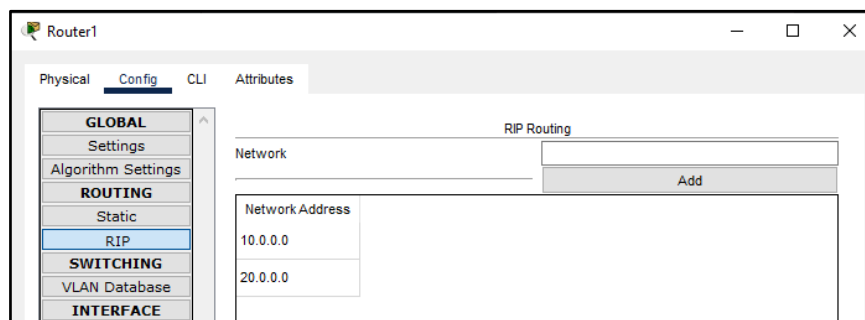 Router1
Physical Config CLI Attributes
GLOBAL
Settings
Algorithm Settings
ROUTING
Static
RIP
SWITCHING
VLAN Database
INTERFACE
RIP Routing
Network
Add
Network Address
10.0.0.0
20.0.0.0